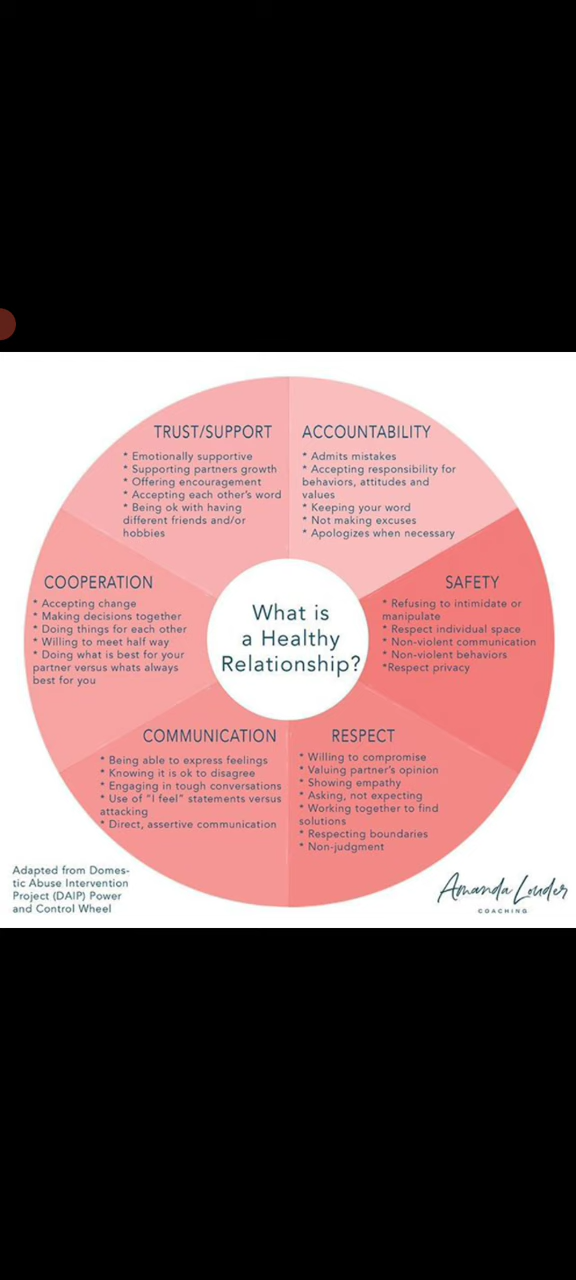 TRUST/SUPPORT
* Emotionally supportive
* Supporting partners growth
* Offering encouragement
* Accepting each other's word
* Being ok with having
different friends and/or
hobbies
ACCOUNTABILITY
* Admits mistakes
* Accepting responsibility for
behaviors, attitudes and
values
* Keeping your word
* Not making excuses
* Apologizes when necessary
COOPERATION
* Accepting change
* Making decisions together
* Doing things for each other
* Willing to meet half way
* Doing what is best for your
partner versus whats always
best for you
What is
a Healthy
Relationship?
SAFETY
* Refusing to intimidate or
manipulate
* Respect individual space
* Non-violent communication
* Non-violent behaviors
*Respect privacy
COMMUNICATION
* Being able to express feelings
* Knowing it is ok to disagree
* Engaging in tough conversations
* Use of "I feel" statements versus
attacking
* Direct, assertive communication
RESPECT
* Willing to compromise
* Valuing partner's opinion
* Showing empathy
* Asking, not expecting
* Working together to find
solutions
* Respecting boundaries
* Non-judgment
Adapted from Domes-
tic Abuse Intervention
Project (DAIP) Power
and Control Wheel
Amanda Louder
COACHING